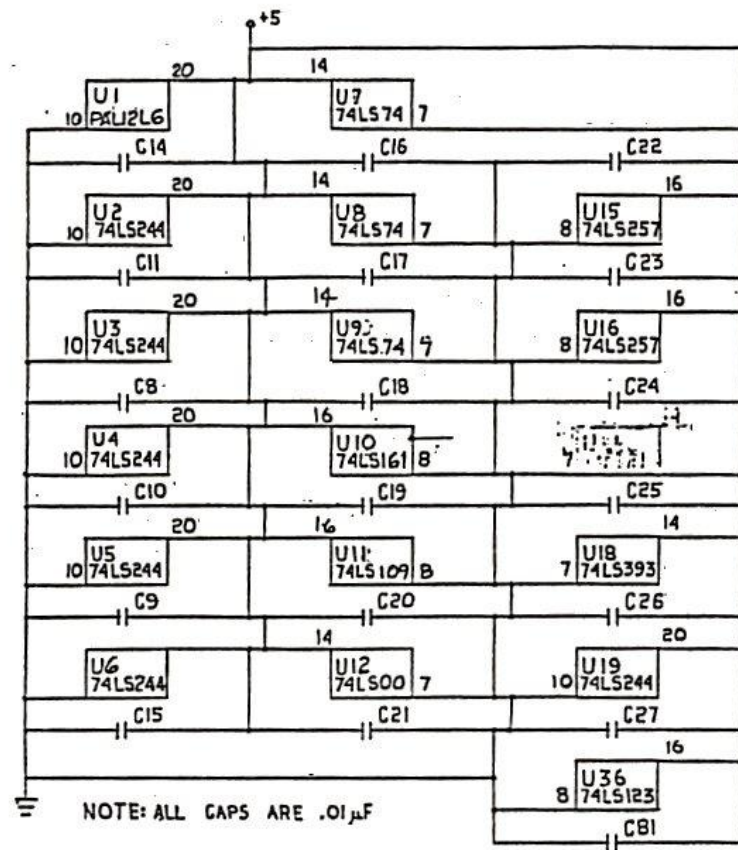 +5
20 14
U1 U7
10 PAL12L6 74LS74 7
C14 C16 C22
20 14 16
U2 U8 U15
10 74LS244 74LS74 7 8 74LS257
C11 C17 C23
20 14 16
U3 U9 U16
10 74LS244 74LS74 7 8 74LS257
C8 C18 C24
20 16
U4 U10
10 74LS244 74LS161 8 7
C10 C19 C25
20 16 14
U5 U11 U18
10 74LS244 74LS109 8 7 74LS393
C9 C20 C26
14 20
U6 U12 U19
74LS244 74LS00 7 10 74LS244
C15 C21 C27
16
U36
8 74LS123
NOTE: ALL CAPS ARE .01µF
C81